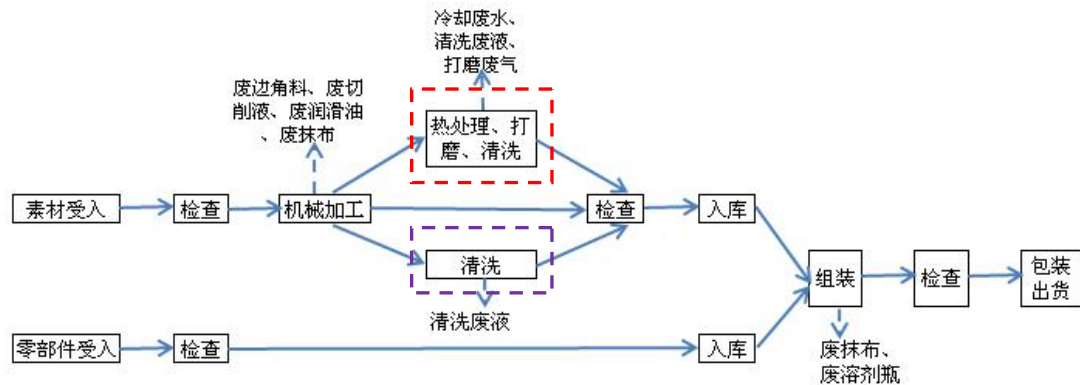 冷却废水、
清洗废液、
打磨废气
废边角料、废切
削液、废润滑油
、废抹布
热处理、打
磨、清洗
素材受入
检查
机械加工
检查
入库
清洗
清洗废液
组装
检查
包装
出货
零部件受入
检查
入库
废抹布、
废溶剂瓶